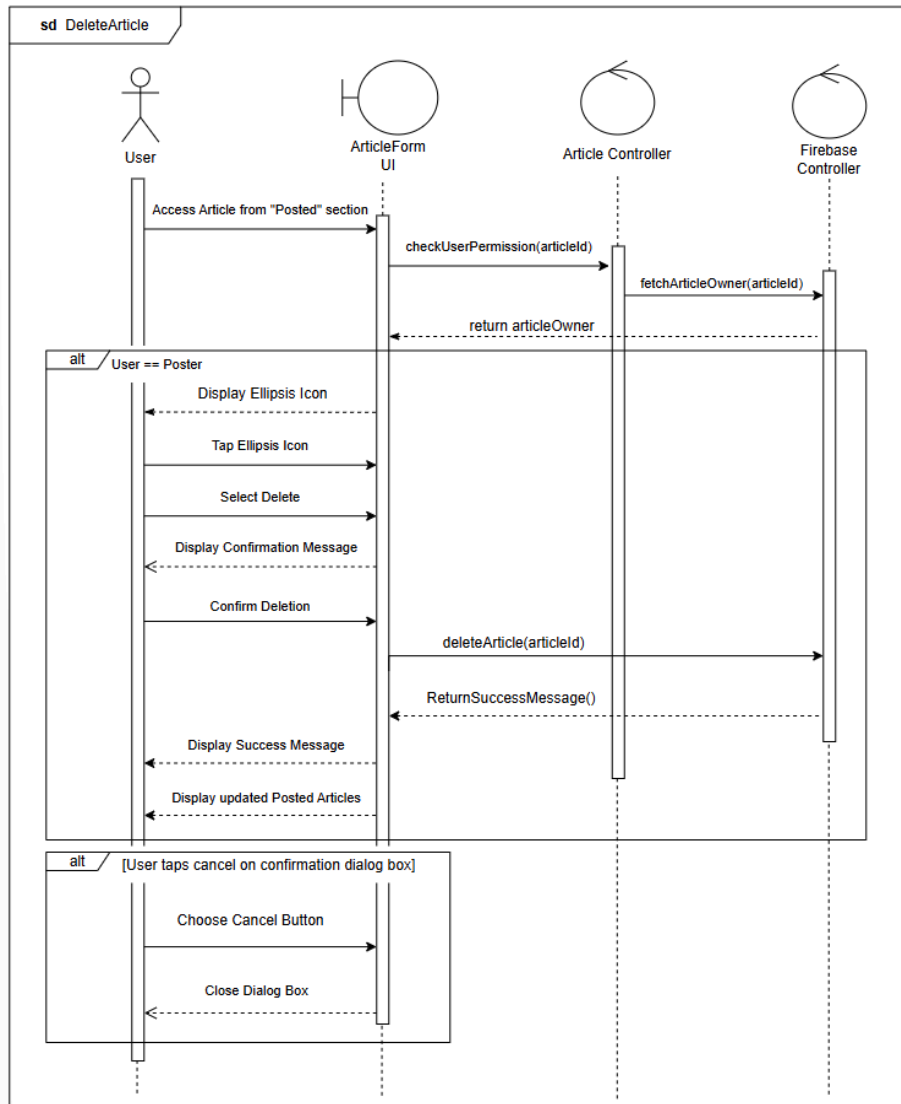 sd DeleteArticle
User
ArticleForm
UI
Article Controller
Firebase
Controller
Access Article from "Posted" section
checkUserPermission(articleId)
fetchArticleOwner(articleId)
return articleOwner
alt
User == Poster
Display Ellipsis Icon
Tap Ellipsis Icon
Select Delete
Display Confirmation Message
Confirm Deletion
deleteArticle(articleId)
ReturnSuccessMessage()
Display Success Message
Display updated Posted Articles
alt
[User taps cancel on confirmation dialog box]
Choose Cancel Button
Close Dialog Box